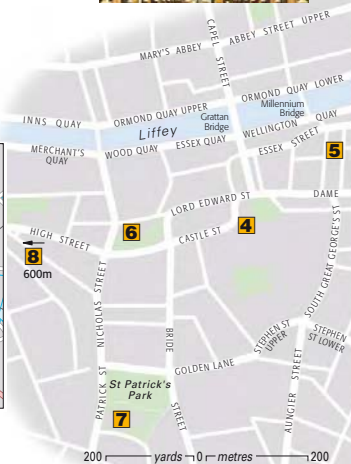 ABBEY STREET UPPER
MARY'S ABBEY
CAPEL STREET
ORMOND QUAY LOWER
Millennium Bridge
ORMOND QUAY UPPER
Grattan Bridge
INNS QUAY
Liffey
WELLINGTON QUAY
ESSEX QUAY
ESSEX STREET
MERCHANT'S QUAY
WOOD QUAY
5
DAME
LORD EDWARD ST
4
6
CASTLE ST
HIGH STREET
8
600m
NICHOLAS STREET
SOUTH GREAT GEORGE'S ST
BRIDE
STREET
STEPHEN ST UPPER
STEPHEN ST LOWER
GOLDEN LANE
AUNGIER STREET
PATRICK ST
St Patrick's Park
7
200 yards 0 metres 200